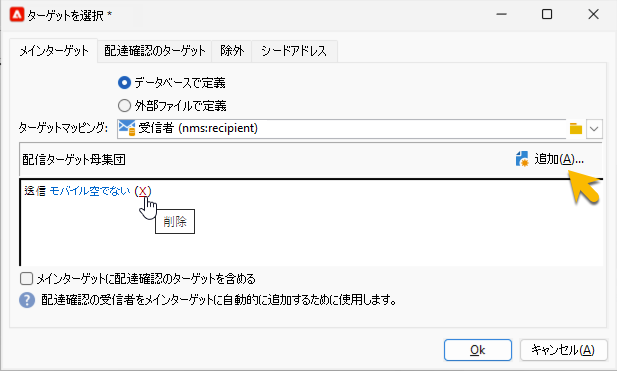 ターゲットを選択 *
メインターゲット 配達確認のターゲット 除外 シードアドレス
データベースで定義
外部ファイルで定義
ターゲットマッピング: 受信者 (nms:recipient)
配信ターゲット母集団 追加(A)...
送信 モバイル空でない (X)
削除
メインターゲットに配達確認のターゲットを含める
? 配達確認の受信者をメインターゲットに自動的に追加するために使用します。
Ok キャンセル(A)